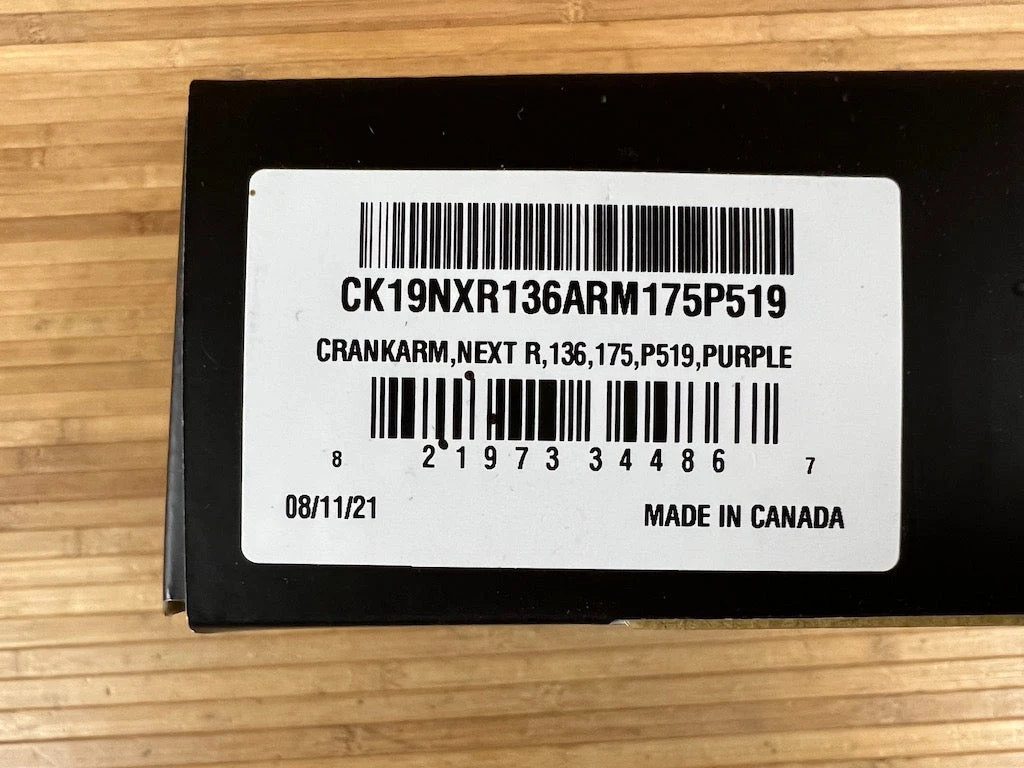 CK19NXR136ARM175P519
CRANKARM,NEXT R,136,175,P519,PURPLE
8 21973 34486 7
08/11/21 MADE IN CANADA